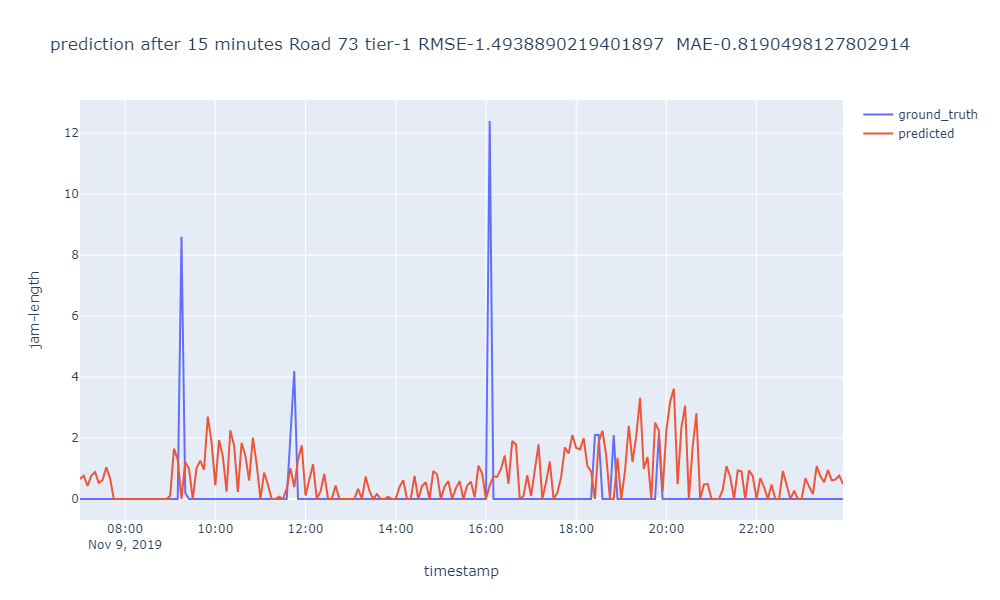 prediction after 15 minutes Road 73 tier-1 RMSE-1.4938890219401897  MAE-0.8190498127802914
ground_truth
predicted
12
10
8
6
4
2
0
jam-length
08:00 10:00 12:00 14:00 16:00 18:00 20:00 22:00
Nov 9, 2019
timestamp